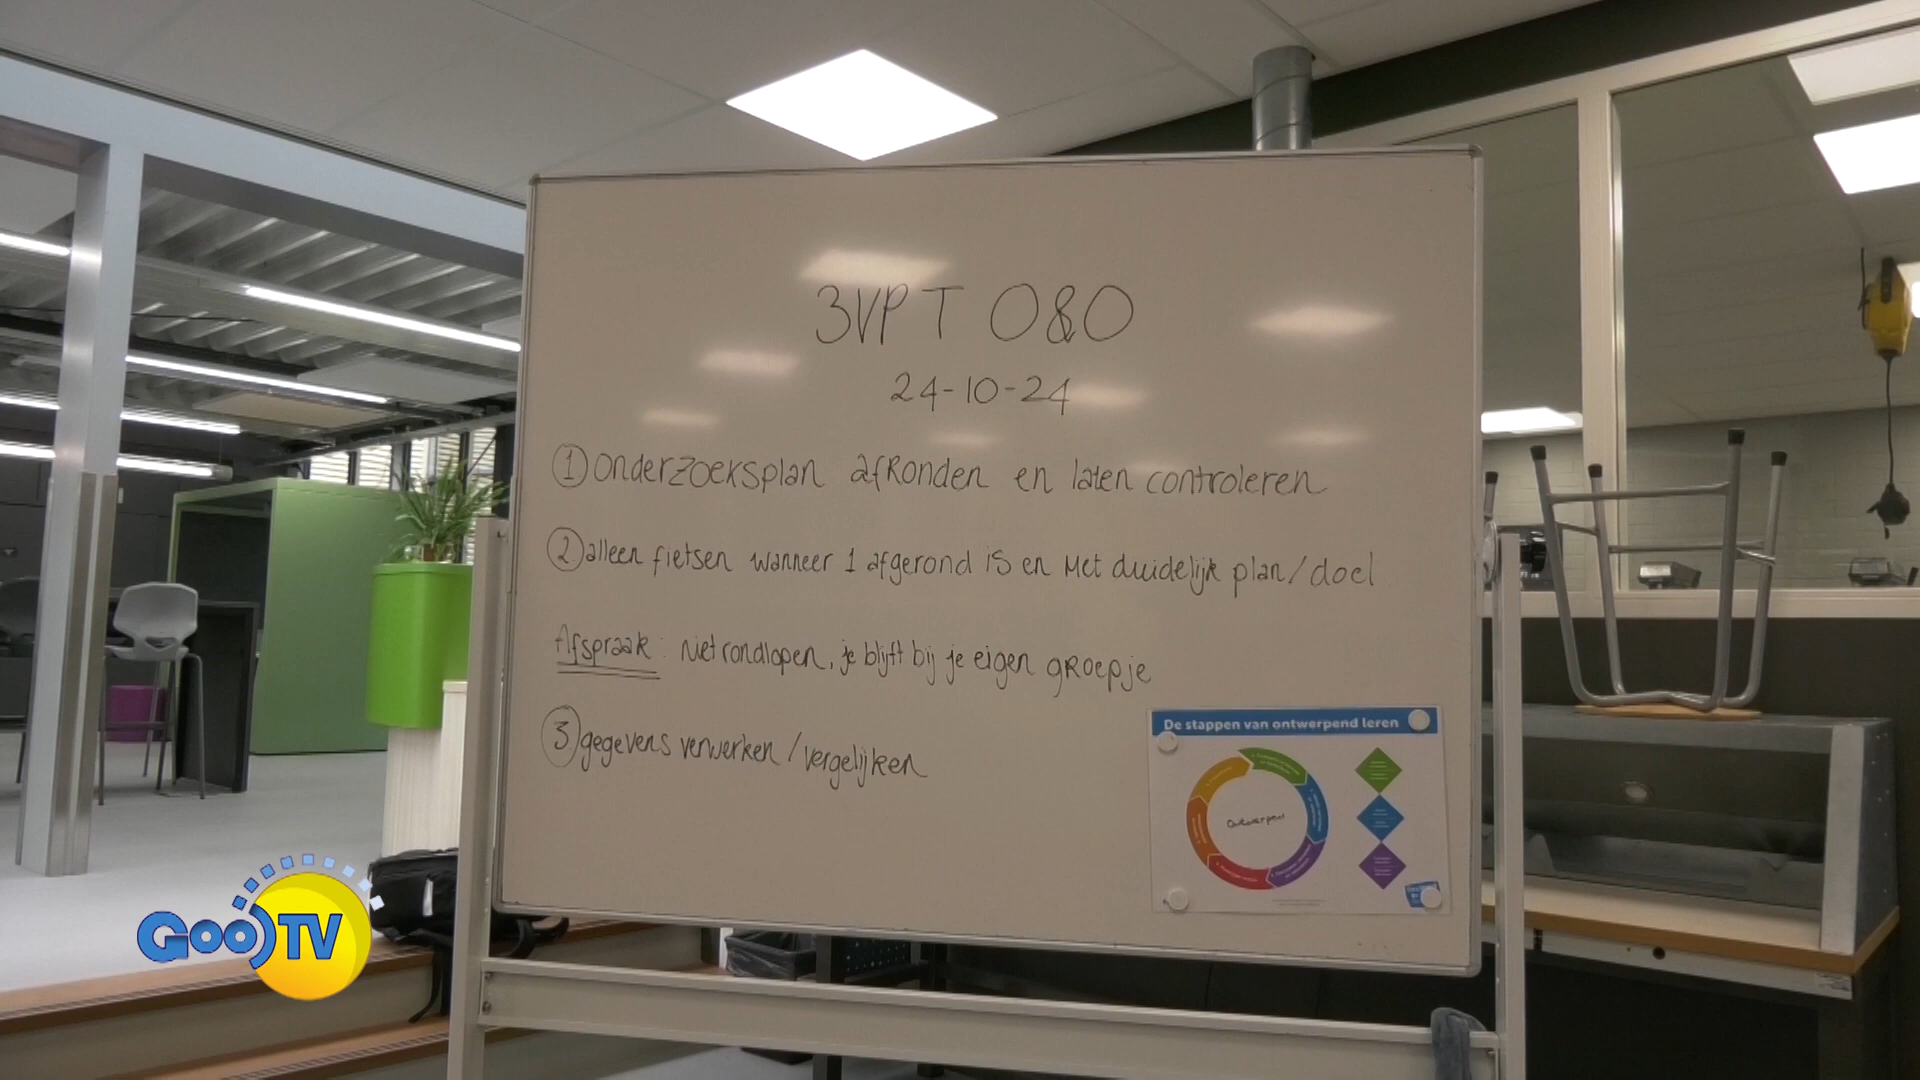 3VPT O&O
24-10-24
① onderzoeksplan afronden en laten controleren
② alleen fietsen wanneer 1 afgerond is en met duidelijk plan/doel
Afspraak: niet rondlopen, je blijft bij je eigen groepje
③ gegevens verwerken/vergelijken
De stappen van ontwerpend leren
Ontwerpen
GooiTV